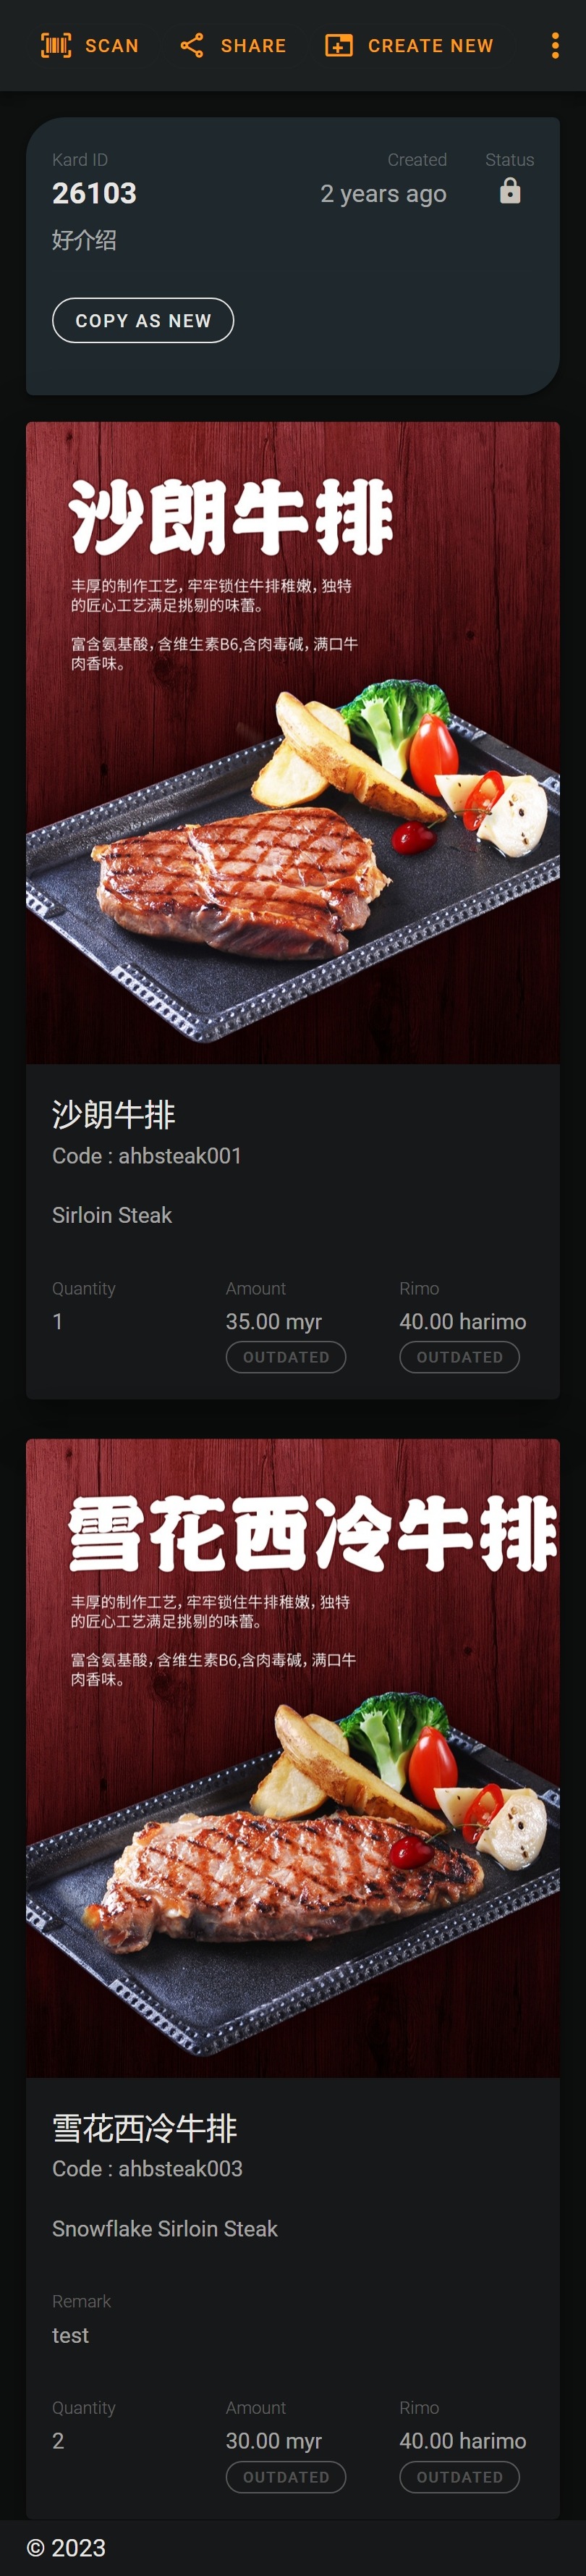 SCAN SHARE CREATE NEW
Kard ID Created Status
26103 2 years ago
好介绍
COPY AS NEW
沙朗牛排
丰厚的制作工艺，牢牢锁住牛排稚嫩，独特
的匠心工艺满足挑剔的味蕾。
富含氨基酸，含维生素B6,含肉毒碱，满口牛
肉香味。
沙朗牛排
Code : ahbsteak001
Sirloin Steak
Quantity Amount Rimo
1 35.00 myr 40.00 harimo
OUTDATED OUTDATED
雪花西冷牛排
丰厚的制作工艺，牢牢锁住牛排稚嫩，独特
的匠心工艺满足挑剔的味蕾。
富含氨基酸，含维生素B6,含肉毒碱，满口牛
肉香味。
雪花西冷牛排
Code : ahbsteak003
Snowflake Sirloin Steak
Remark
test
Quantity Amount Rimo
2 30.00 myr 40.00 harimo
OUTDATED OUTDATED
© 2023